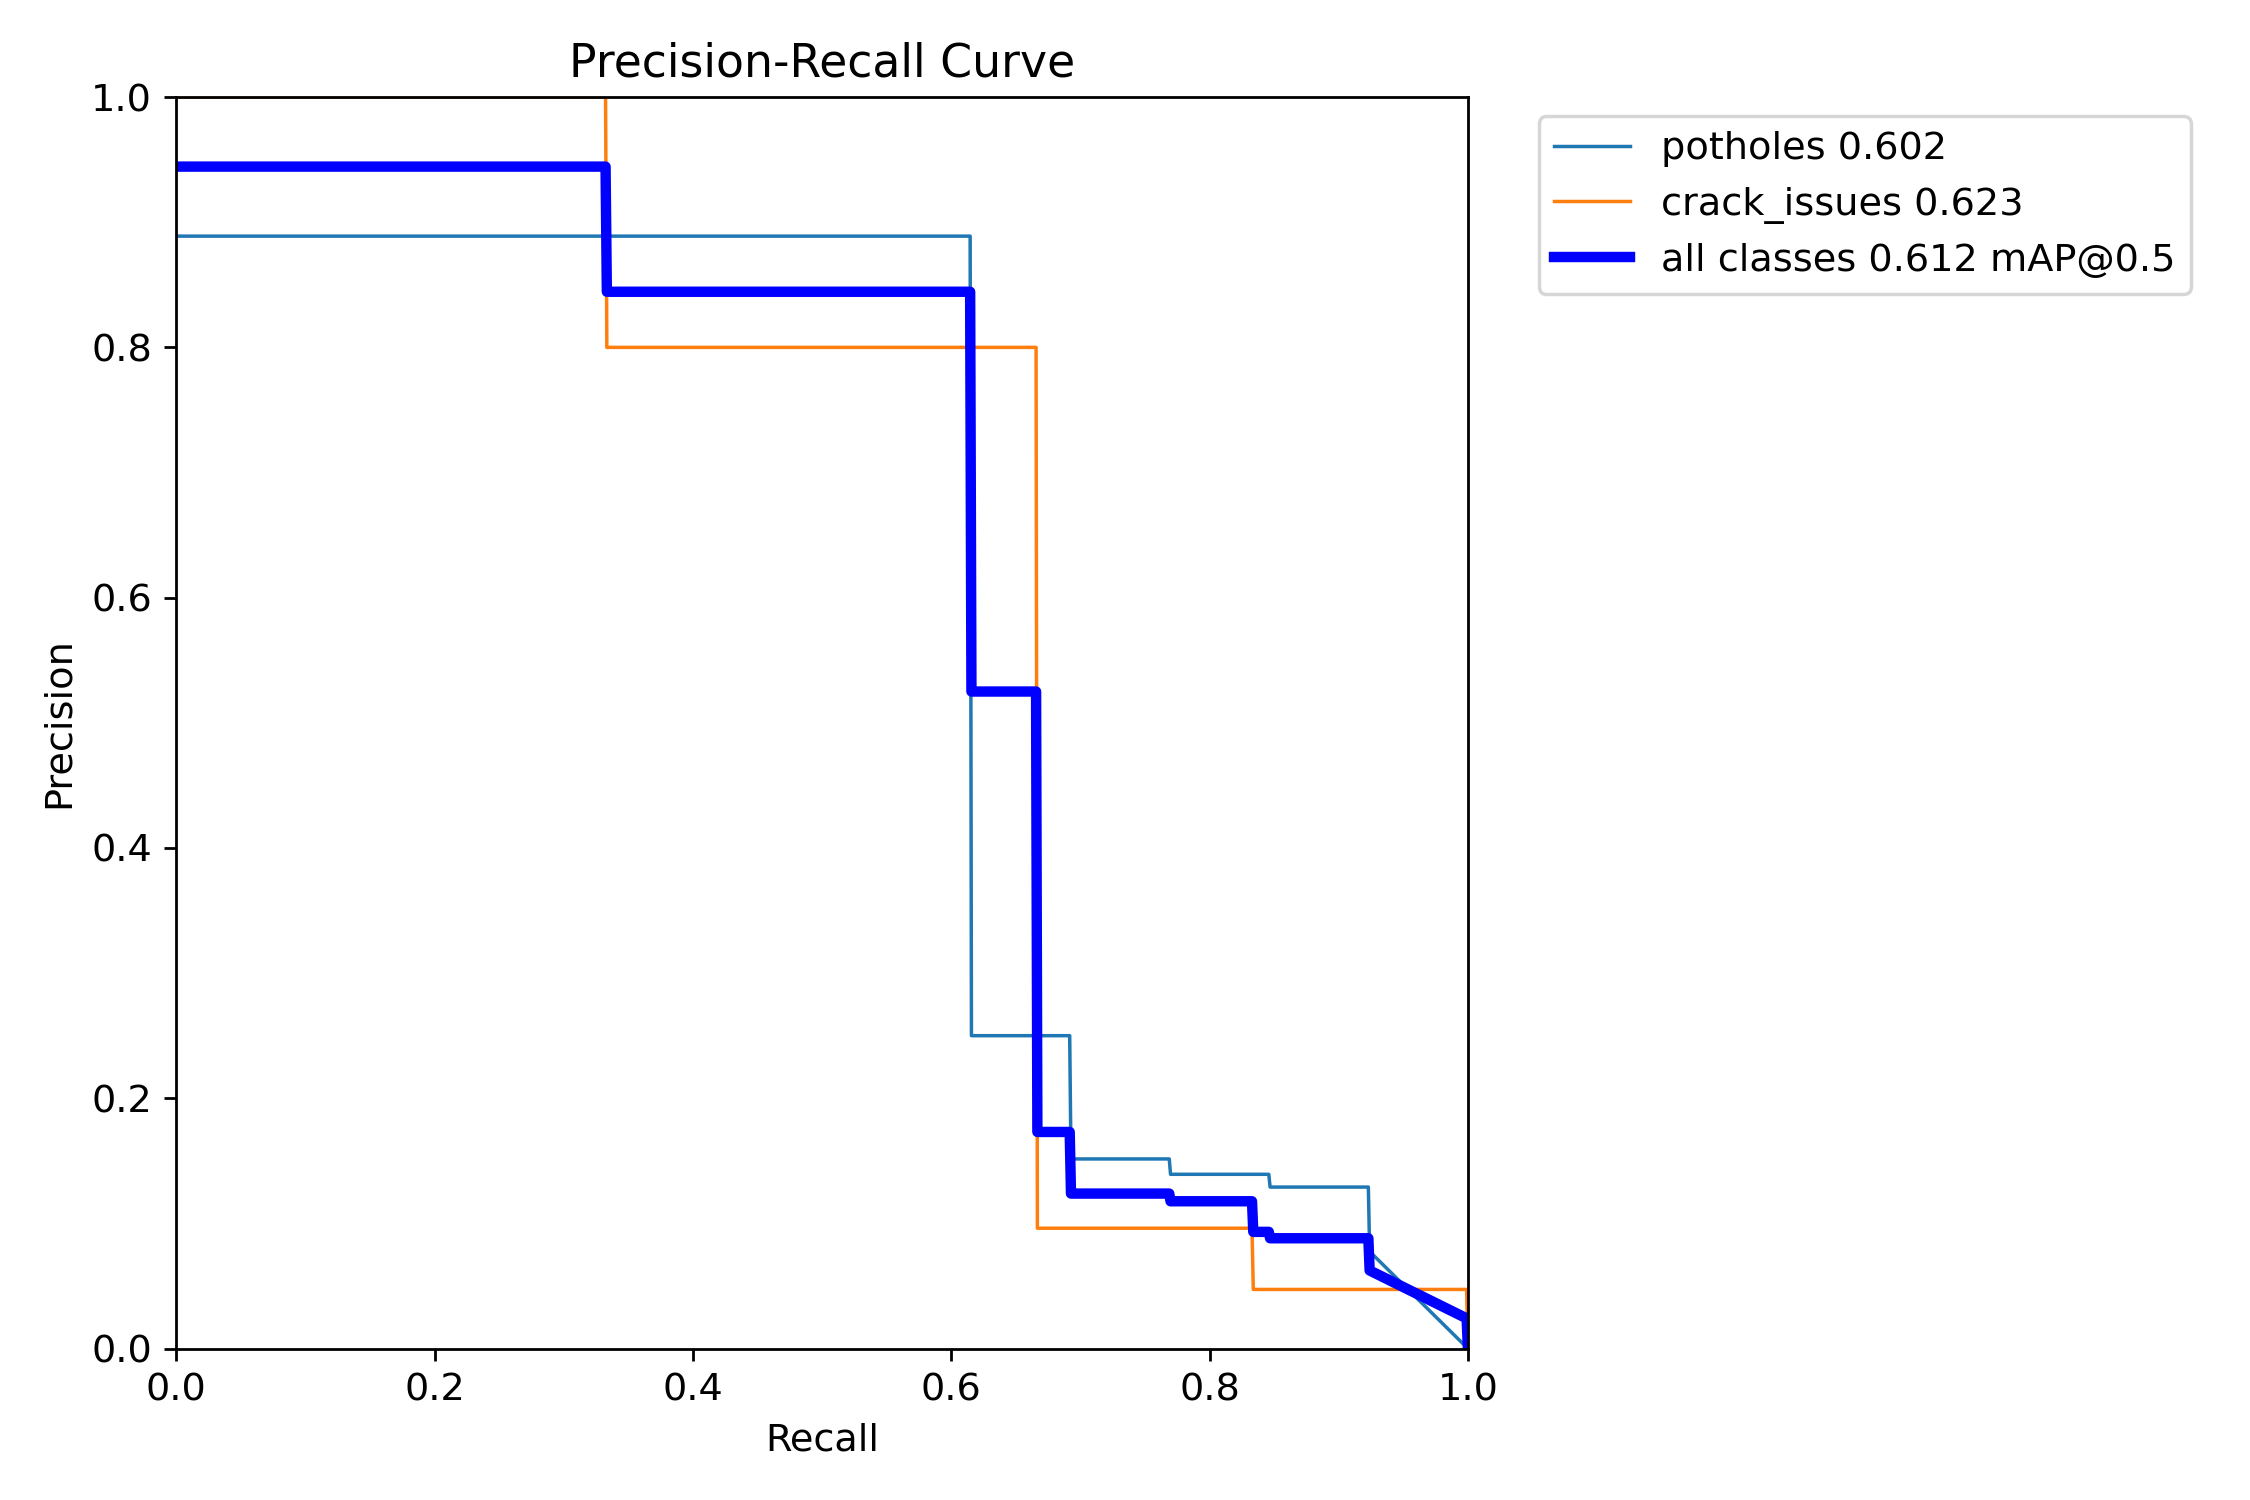 Precision-Recall Curve
1.0
0.8
0.6
0.4
0.2
0.0
Precision
0.0 0.2 0.4 0.6 0.8 1.0
Recall
potholes 0.602
crack_issues 0.623
all classes 0.612 mAP@0.5